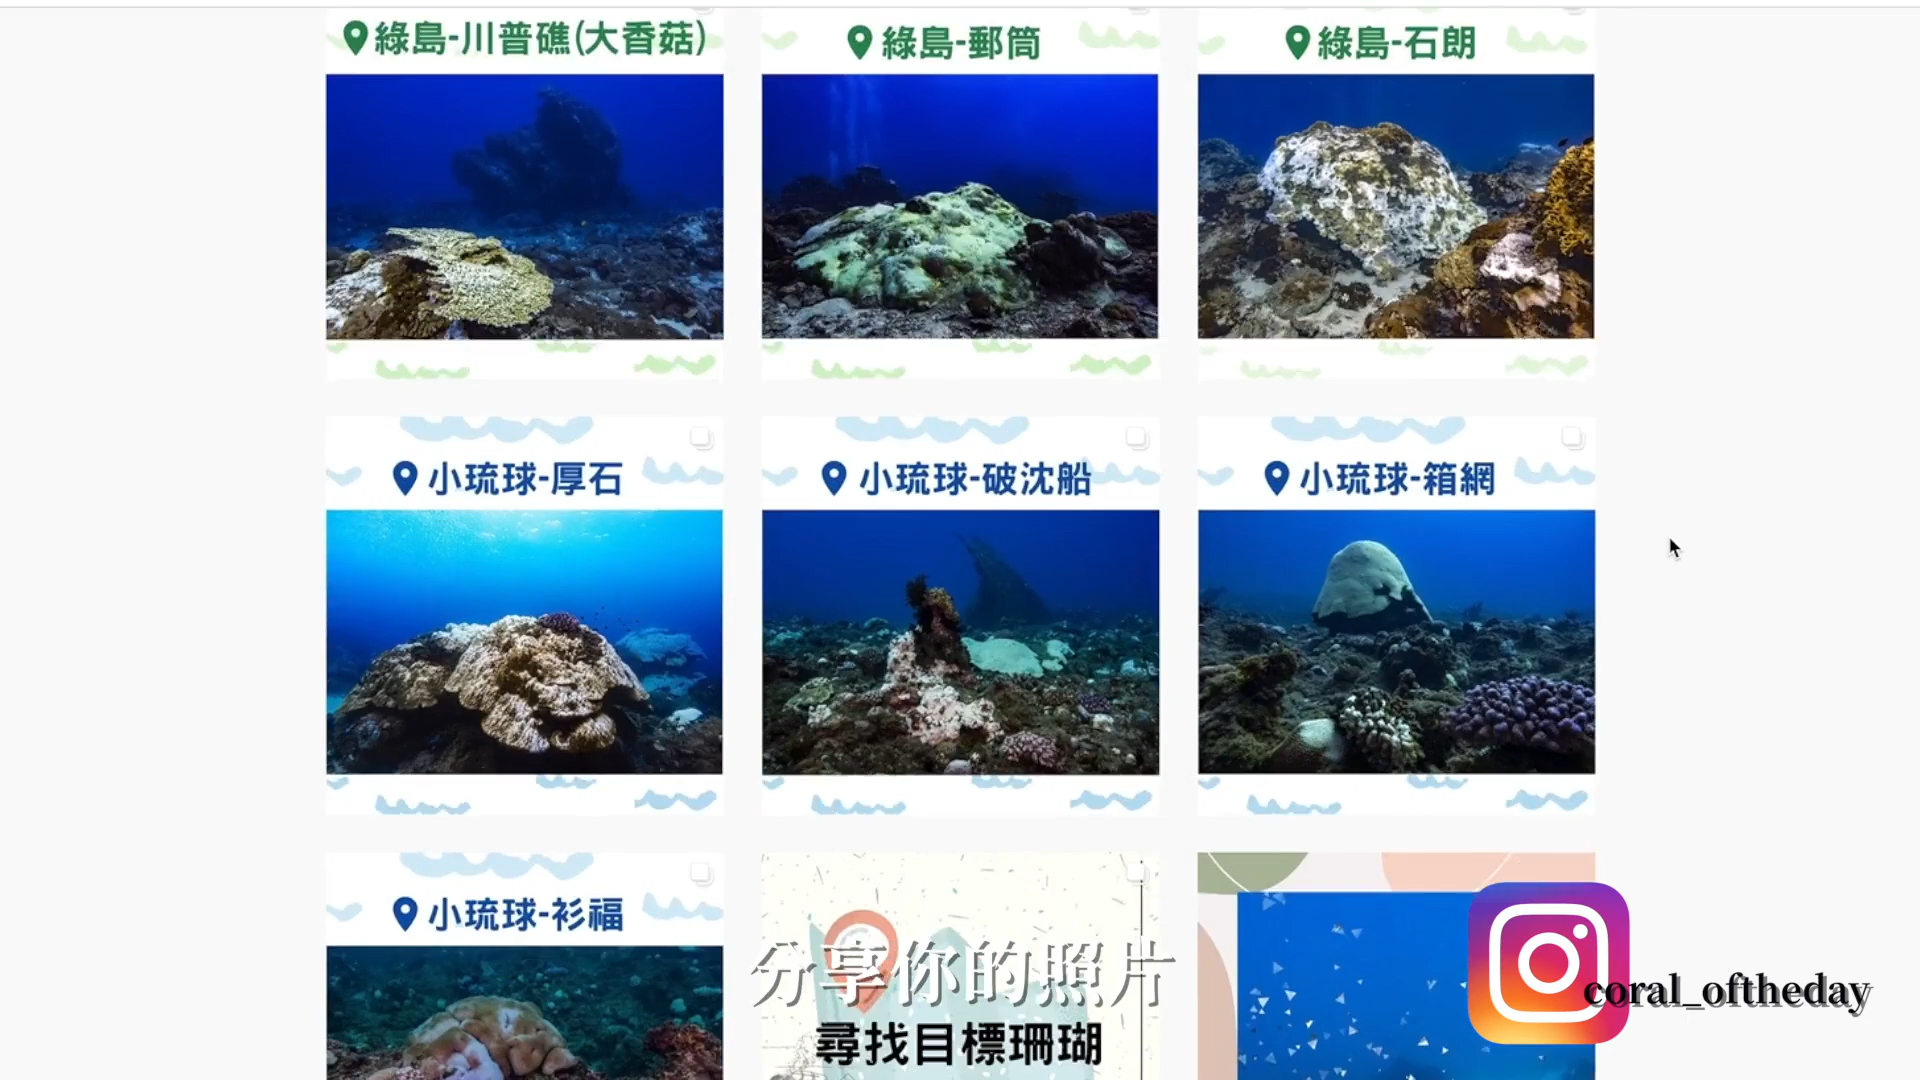 綠島-川普礁(大香菇)
綠島-郵筒
綠島-石朗
小琉球-厚石
小琉球-破沈船
小琉球-箱網
小琉球-衫福
分享你的照片
尋找目標珊瑚
coral_oftheday